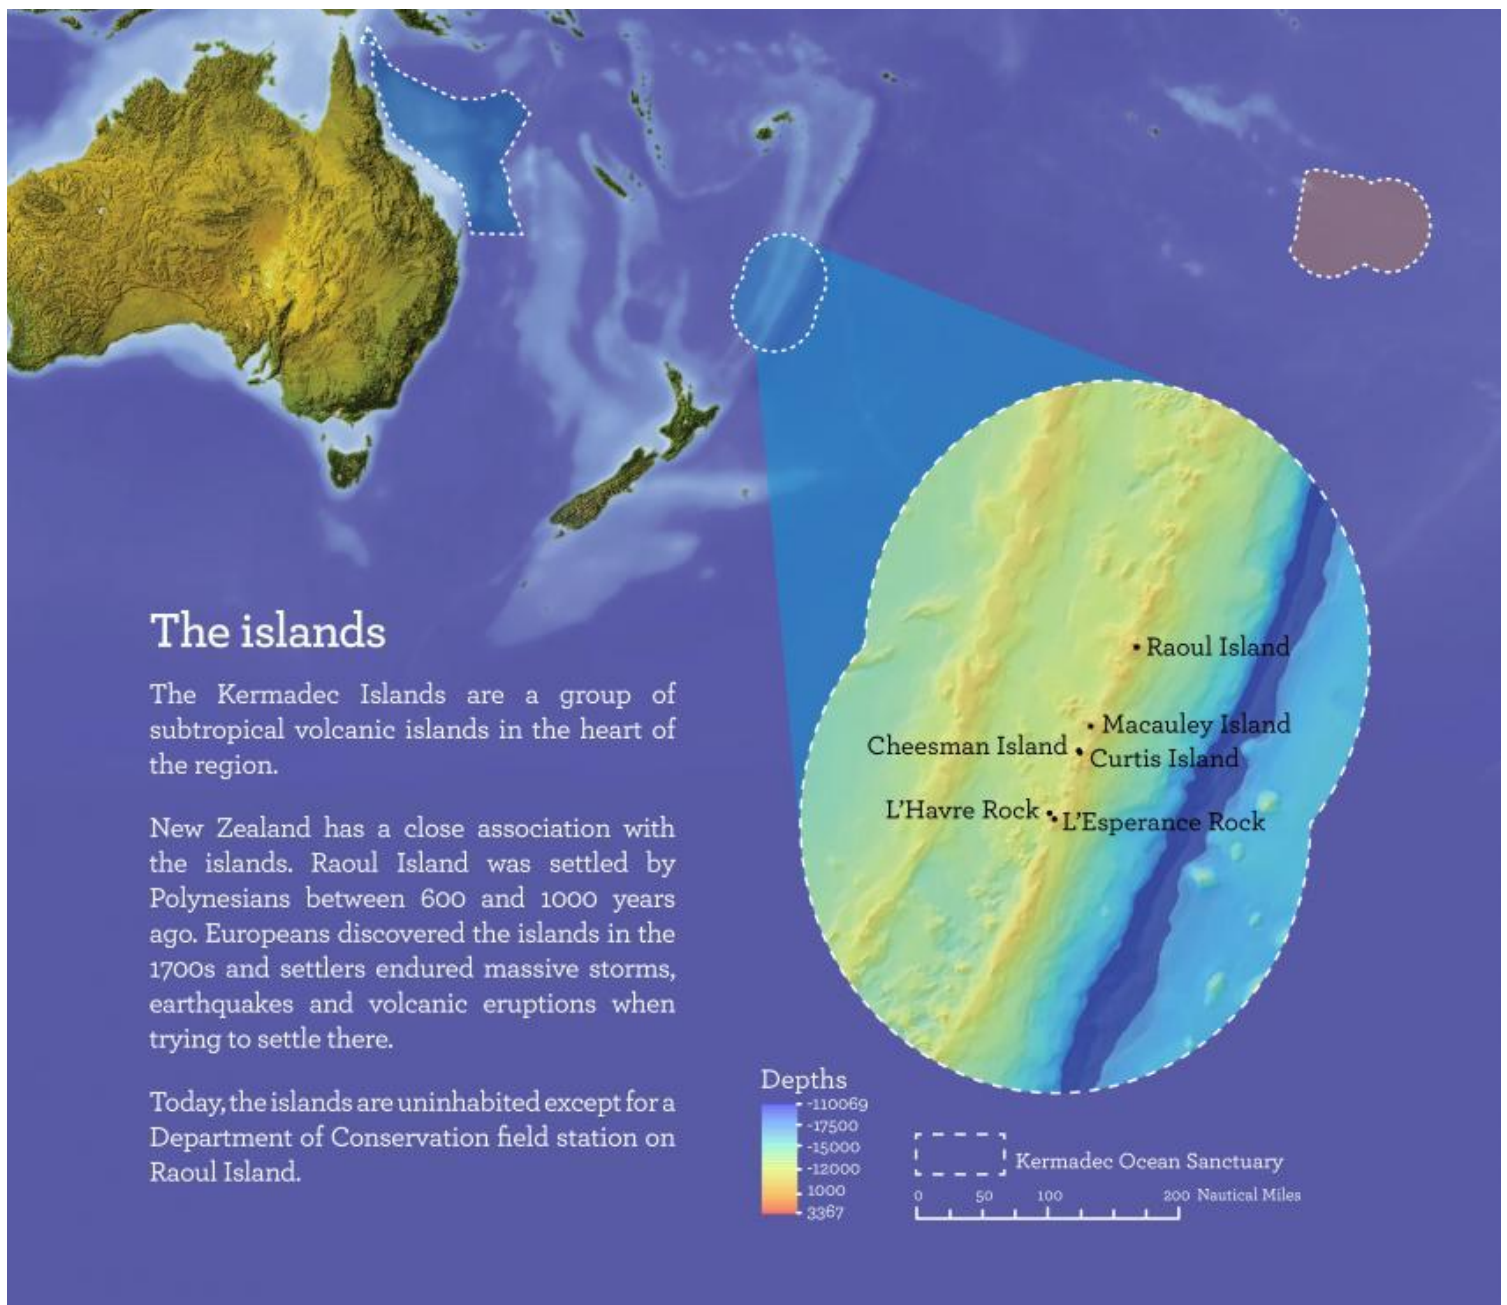 The islands
The Kermadec Islands are a group of
subtropical volcanic islands in the heart of
the region.
New Zealand has a close association with
the islands. Raoul Island was settled by
Polynesians between 600 and 1000 years
ago. Europeans discovered the islands in the
1700s and settlers endured massive storms,
earthquakes and volcanic eruptions when
trying to settle there.
Today, the islands are uninhabited except for a
Department of Conservation field station on
Raoul Island.
Raoul Island
Macauley Island
Cheesman Island
Curtis Island
L'Havre Rock
L'Esperance Rock
Depths
-110069
-17500
-15000
-12000
1000
3367
Kermadec Ocean Sanctuary
0 50 100 200 Nautical Miles